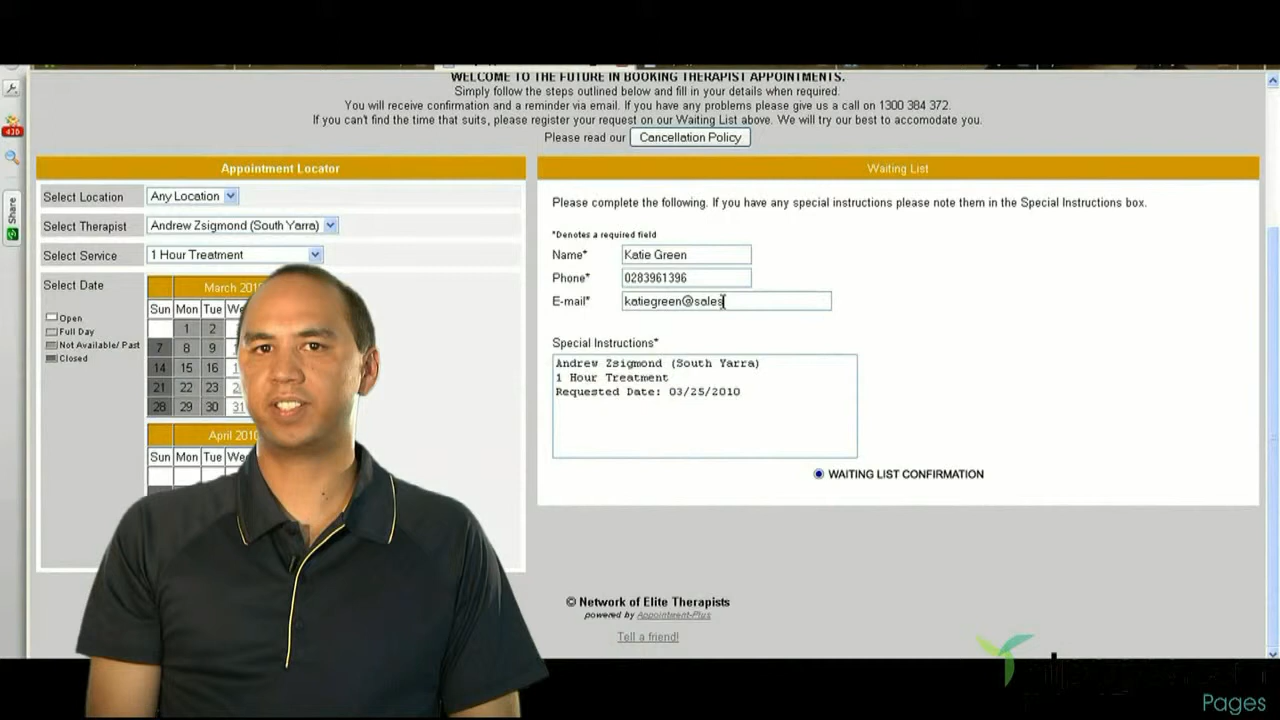 WELCOME TO THE FUTURE IN BOOKING THERAPIST APPOINTMENTS.
Simply follow the steps outlined below and fill in your details when required.
You will receive confirmation and a reminder via email. If you have any problems please give us a call on 1300 384 372.
If you can't find the time that suits, please register your request on our Waiting List above. We will try our best to accomodate you.
Please read our Cancellation Policy
Share
Appointment Locator
Select Location Any Location
Select Therapist Andrew Zsigmond (South Yarra)
Select Service 1 Hour Treatment
Select Date
Open
Full Day
Not Available/ Past
Closed
March 2010
Sun Mon Tue
1 2
7 8 9
14 15 16
21 22 23
28 29 30 31
April 2010
Sun Mon Tue
Waiting List
Please complete the following. If you have any special instructions please note them in the Special Instructions box.
*Denotes a required field
Name* Katie Green
Phone* 0283961396
E-mail* katiegreen@sales
Special Instructions*
Andrew Zsigmond (South Yarra)
1 Hour Treatment
Requested Date: 03/25/2010
WAITING LIST CONFIRMATION
© Network of Elite Therapists
powered by Appointment-Plus
Tell a friend!
Pages